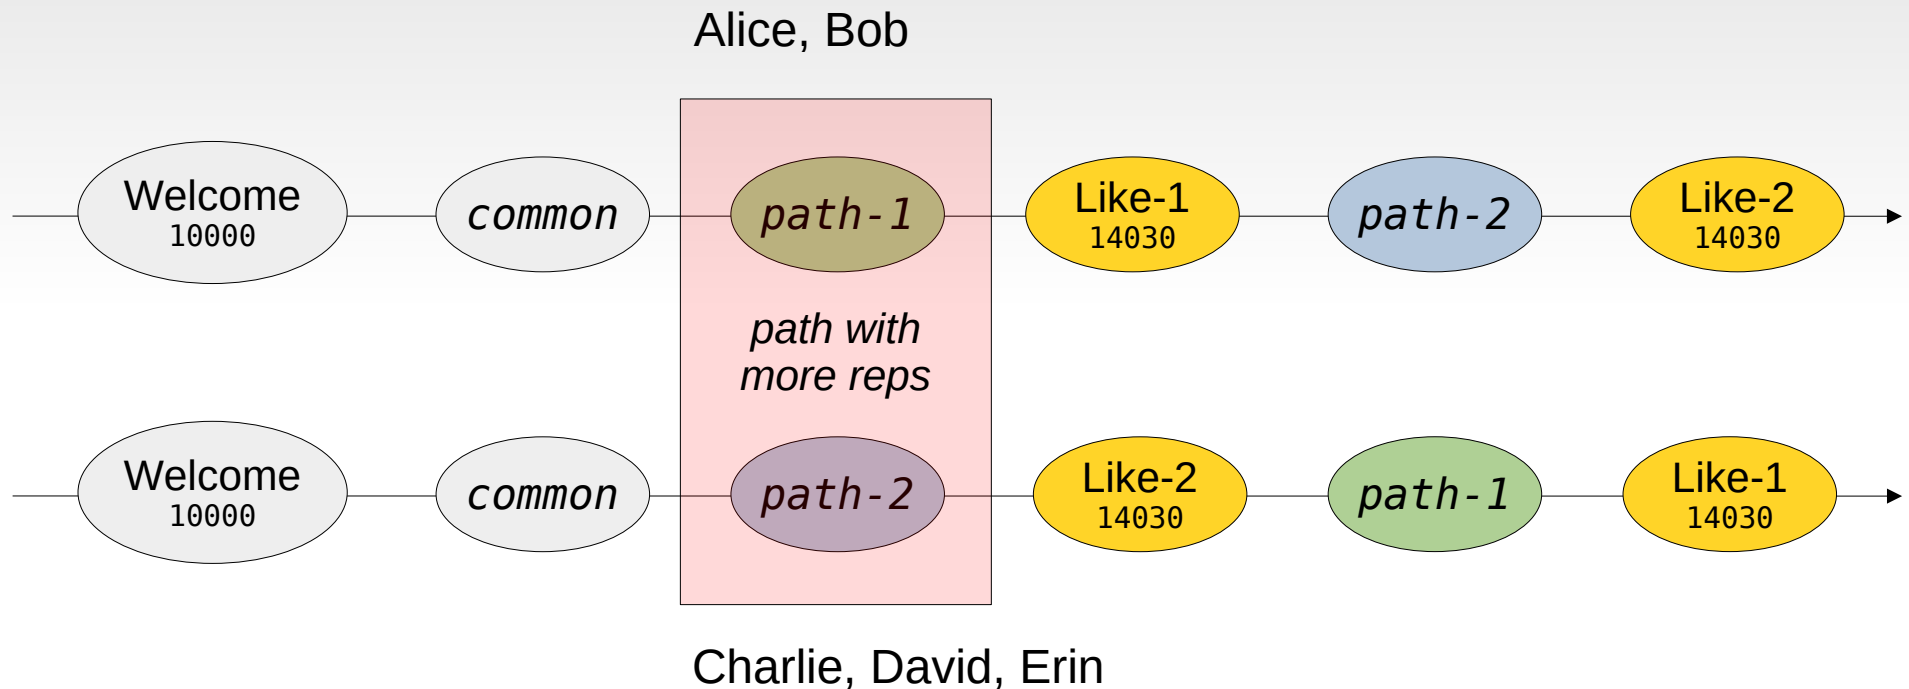 Alice, Bob
Welcome
10000
common
path-1
Like-1
14030
path-2
Like-2
14030
path with
more reps
Welcome
10000
common
path-2
Like-2
14030
path-1
Like-1
14030
Charlie, David, Erin